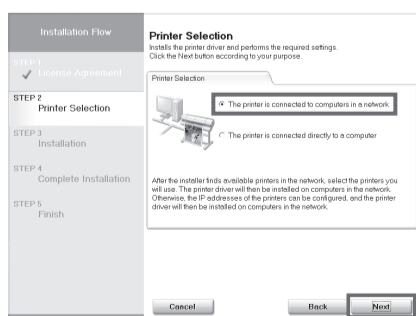 Installation Flow
STEP 1
License Agreement
STEP 2
Printer Selection
STEP 3
Installation
STEP 4
Complete Installation
STEP 5
Finish
Printer Selection
Installs the printer driver and performs the required settings.
Click the Next button according to your purpose.
Printer Selection
The printer is connected to computers in a network
The printer is connected directly to a computer
After the installer finds available printers in the network, select the printers you
will use. The printer driver will then be installed on computers in the network.
Otherwise, the IP addresses of the printers can be configured, and the printer
driver will then be installed on computers in the network.
Cancel
Back
Next